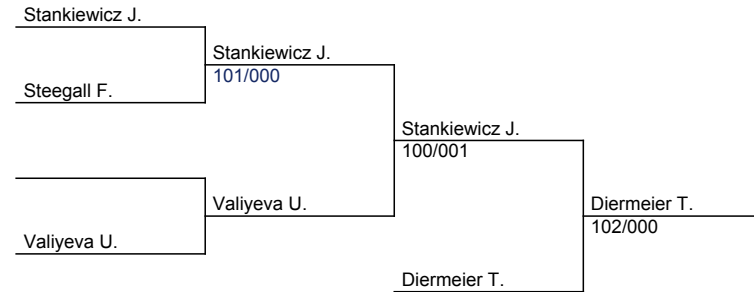 Stankiewicz J.
Stankiewicz J.
101/000
Steegall F.
Stankiewicz J.
100/001
Valiyeva U.
Diermeier T.
102/000
Valiyeva U.
Diermeier T.